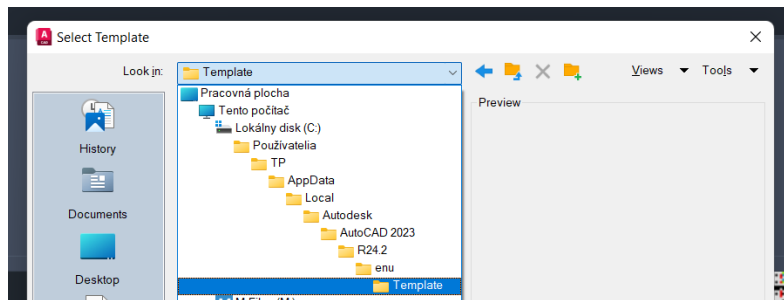 Select Template
Look in:
Template
Views
Tools
Pracovná plocha
Tento počítač
Lokálny disk (C:)
Používatelia
TP
AppData
Local
Autodesk
AutoCAD 2023
R24.2
enu
Template
Preview
History
Documents
Desktop